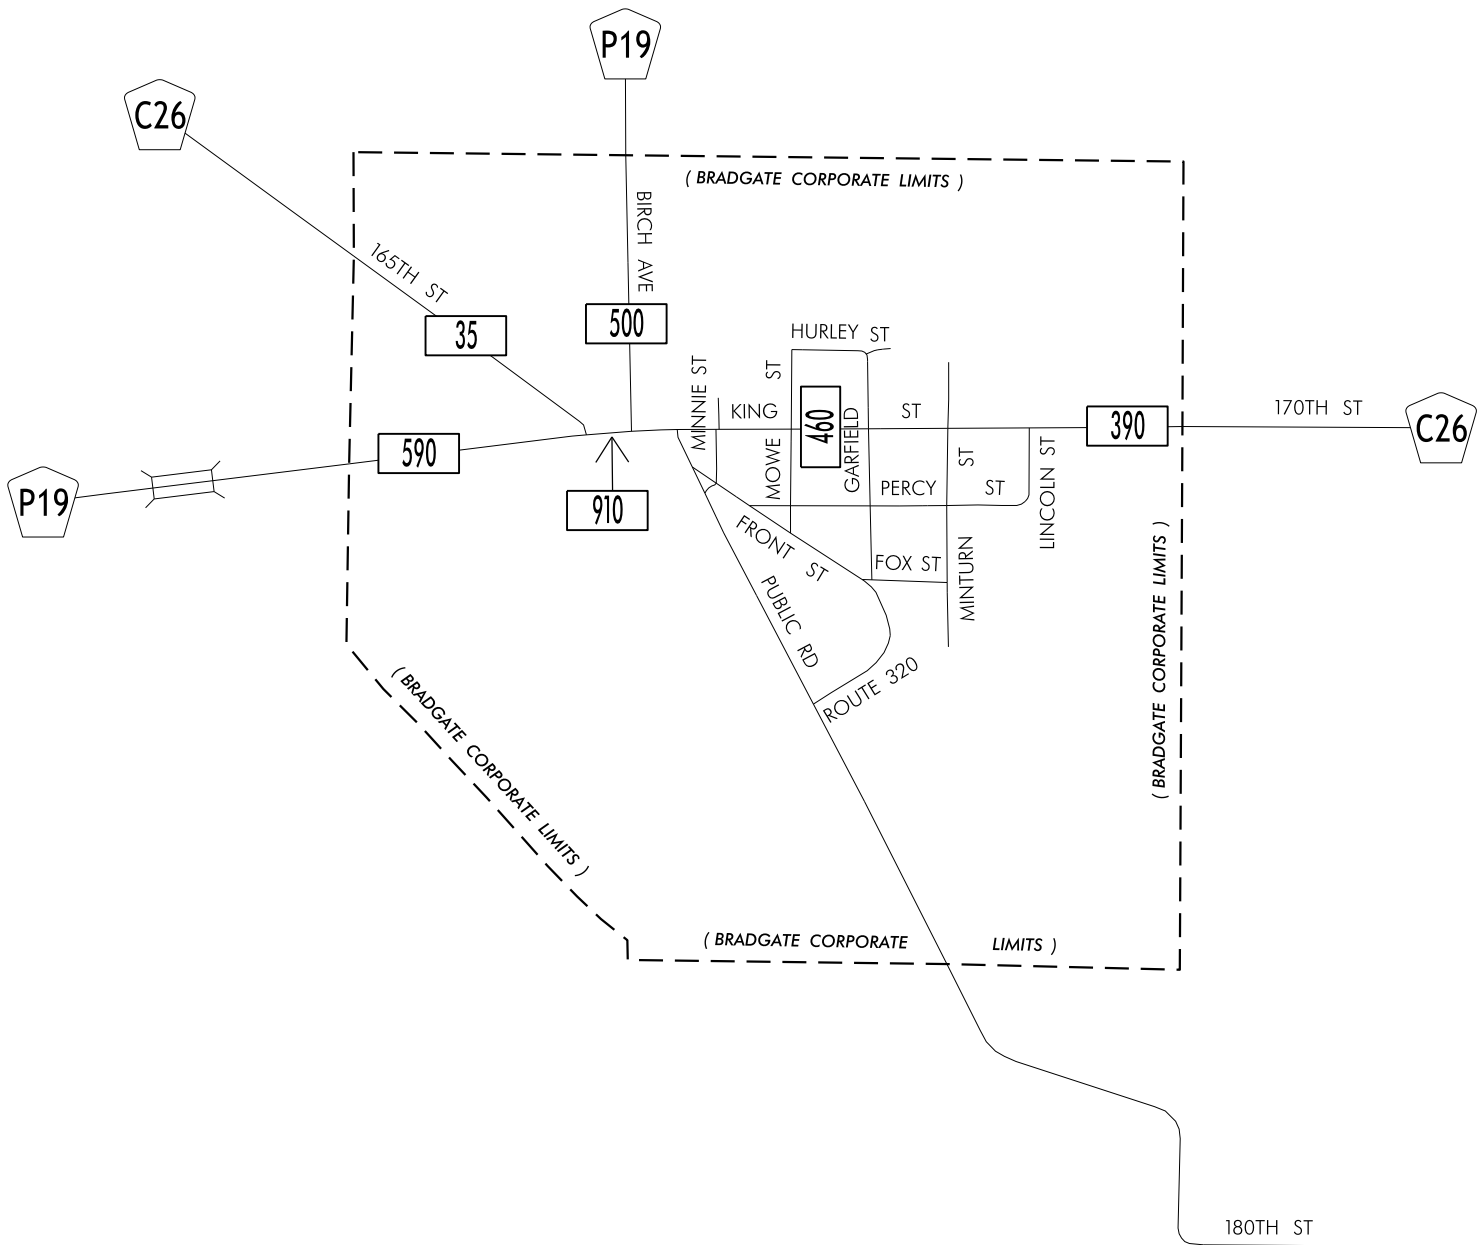 P19
C26
( BRADGATE CORPORATE LIMITS )
BIRCH AVE
165TH ST
500
35
HURLEY ST
MINNIE ST
MOWE ST
KING ST
460
GARFIELD
390
170TH ST
C26
590
P19
910
PERCY ST
MINTURN ST
LINCOLN ST
FRONT ST
FOX ST
PUBLIC RD
ROUTE 320
( BRADGATE CORPORATE LIMITS )
( BRADGATE CORPORATE LIMITS )
( BRADGATE CORPORATE LIMITS )
180TH ST